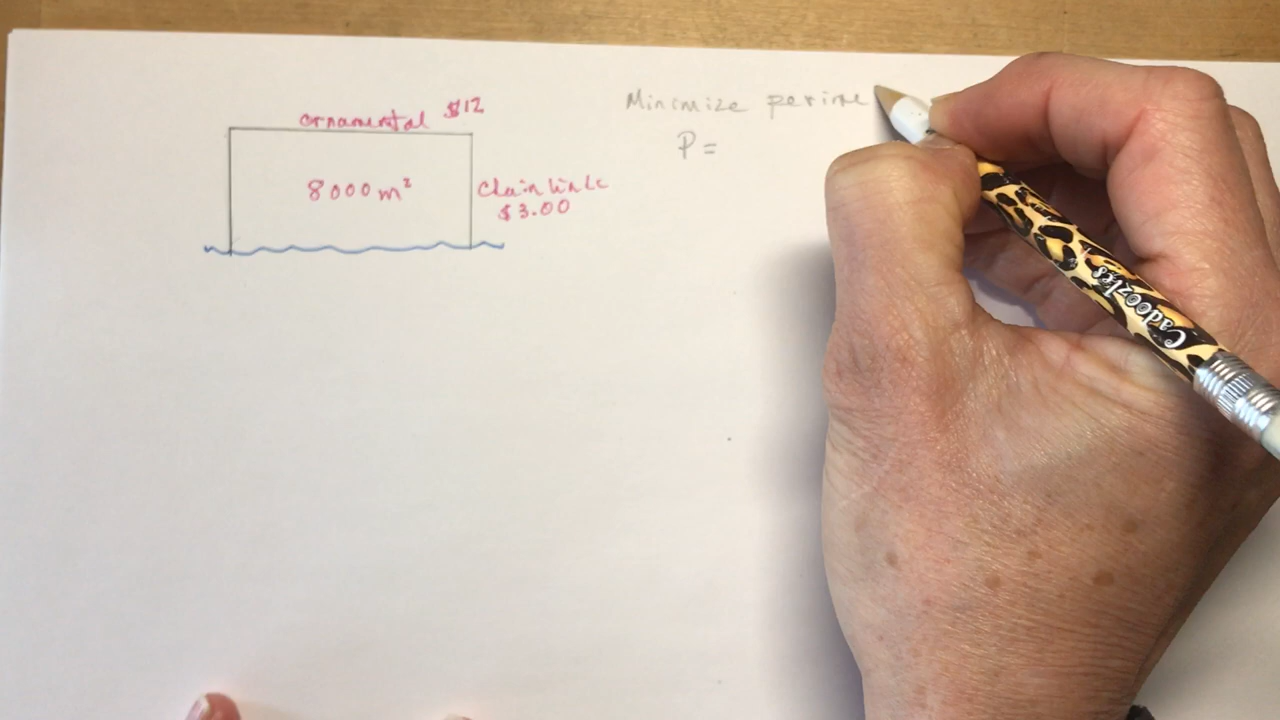 ornamental $12
8000 m²
Chain link
$3.00
Minimize perime
P =
Cadoozles